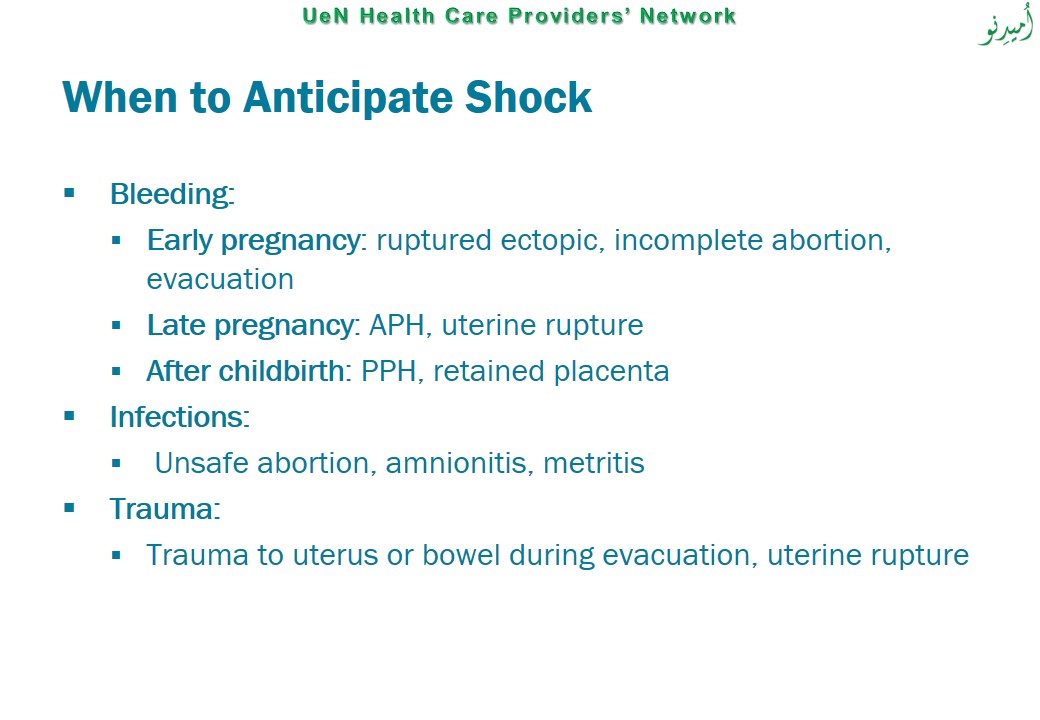 UeN Health Care Providers’ Network
أُميدِنو
When to Anticipate Shock
▪ Bleeding:
▪ Early pregnancy: ruptured ectopic, incomplete abortion,
evacuation
▪ Late pregnancy: APH, uterine rupture
▪ After childbirth: PPH, retained placenta
▪ Infections:
▪ Unsafe abortion, amnionitis, metritis
▪ Trauma:
▪ Trauma to uterus or bowel during evacuation, uterine rupture